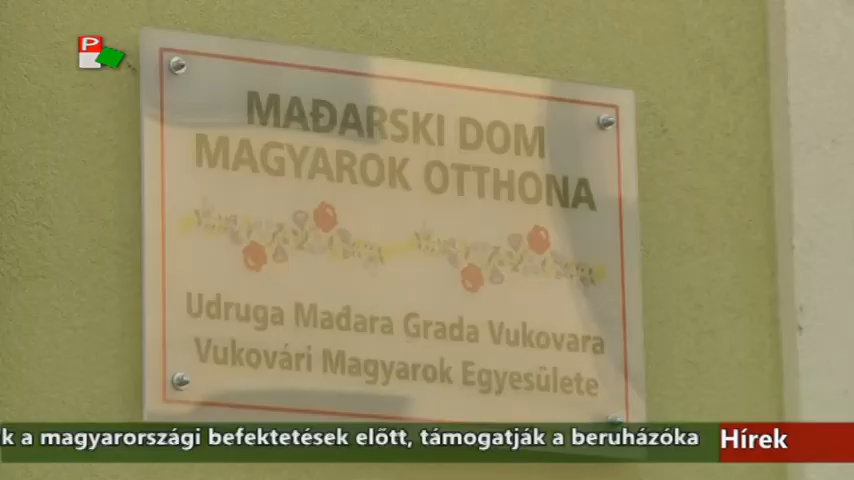 P
MAĐARSKI DOM
MAGYAROK OTTHONA
Udruga Mađara Grada Vukovara
Vukovári Magyarok Egyesülete
k a magyarországi befektetések előtt, támogatják a beruházóka
Hírek